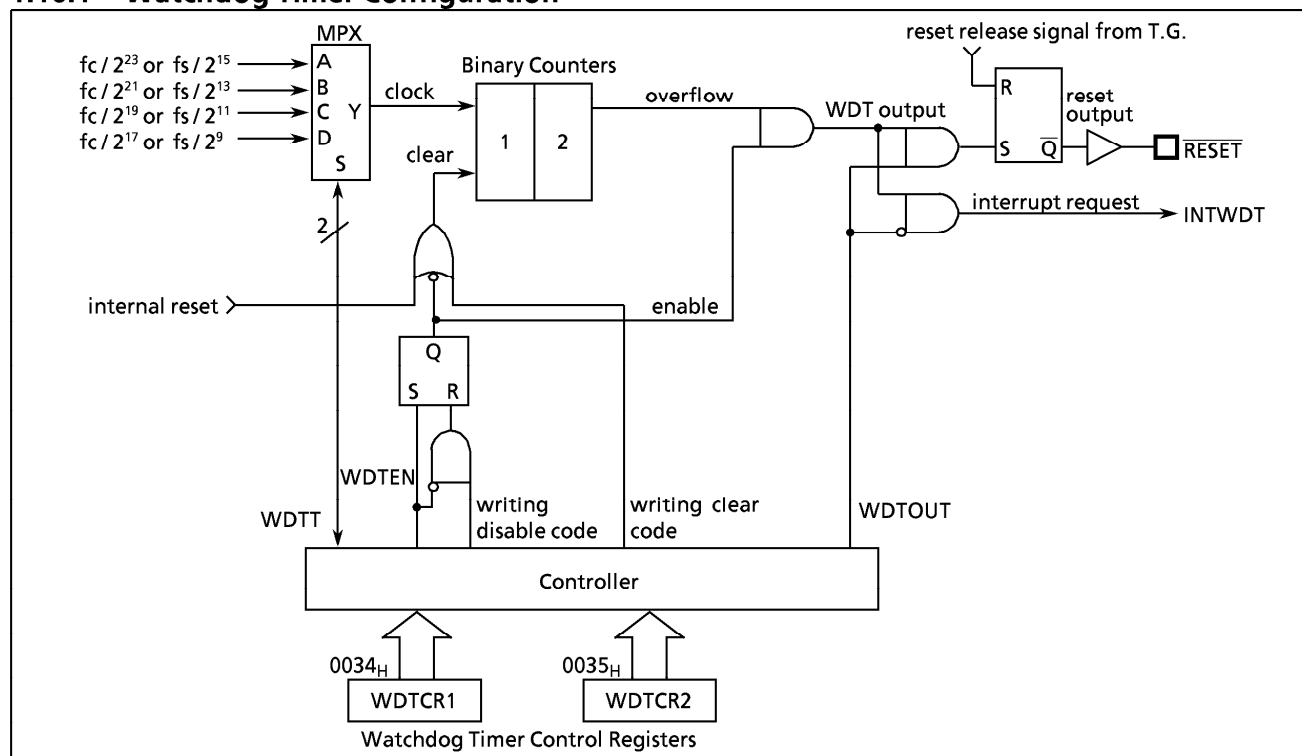 Watchdog Timer Configuration
MPX
reset release signal from T.G.
fc/2²³ or fs/2¹⁵
A
Binary Counters
fc/2²¹ or fs/2¹³
B
clock
overflow
R
reset
output
fc/2¹⁹ or fs/2¹¹
C
Y
WDT output
fc/2¹⁷ or fs/2⁹
D
S
clear
1
2
S
Q̅
R̅E̅S̅E̅T̅
2
interrupt request
INTWDT
internal reset
enable
Q
S
R
WDTEN
WDTT
writing
disable code
writing clear
code
WDTOUT
Controller
0034H
0035H
WDTCR1
WDTCR2
Watchdog Timer Control Registers